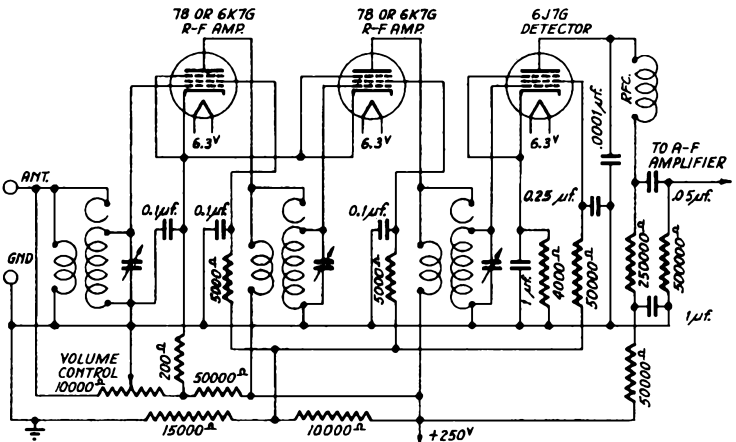 78 OR 6K7G
R-F AMP.
78 OR 6K7G
R-F AMP.
6J7G
DETECTOR
6.3V
6.3V
6.3V
.0001μf.
RFC.
TO A-F
AMPLIFIER
ANT.
0.1μf.
0.1μf.
0.1μf.
0.25μf.
.05μf.
GND
5000Ω
5000Ω
1μf.
4000Ω
50000Ω
250000Ω
500000Ω
1μf.
VOLUME
CONTROL
10000Ω
200Ω
50000Ω
50000Ω
15000Ω
10000Ω
+250V